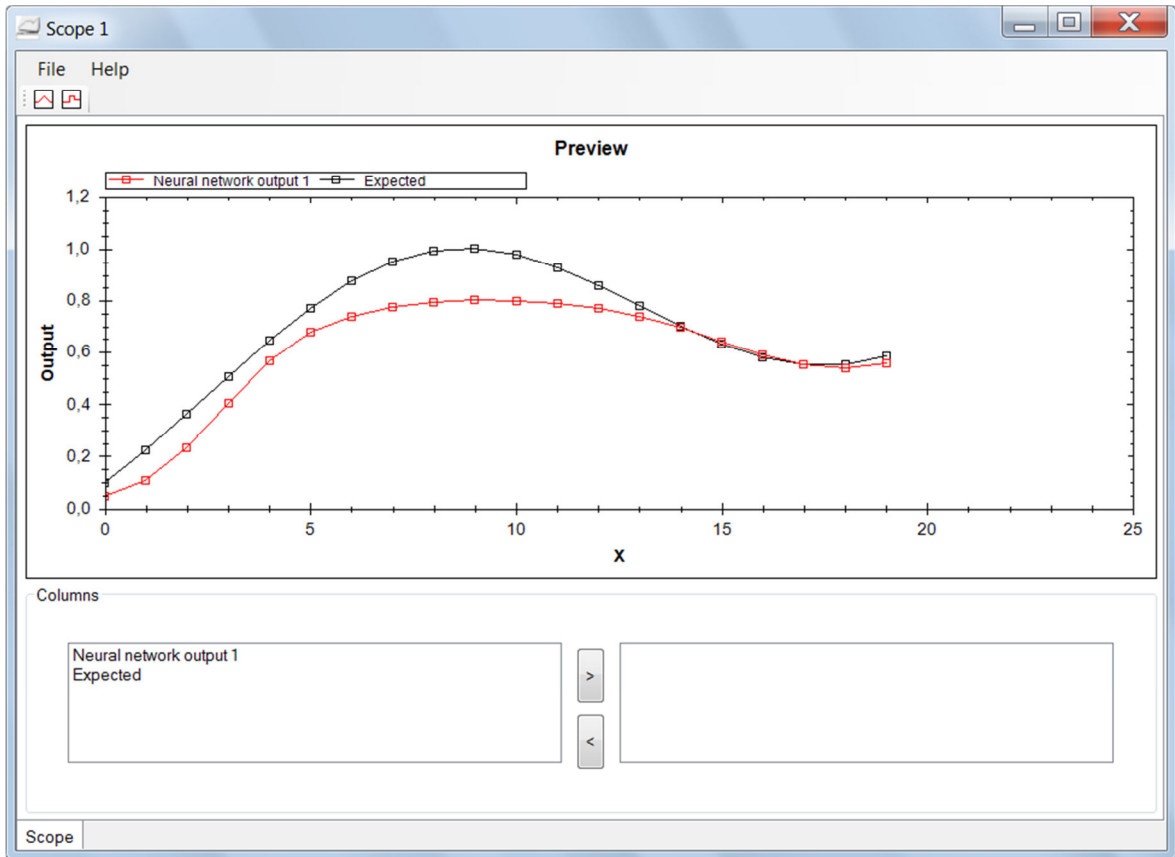 Scope 1
File Help
Preview
Neural network output 1 Expected
1,2
1,0
0,8
0,6
0,4
0,2
0,0
Output
0 5 10 15 20 25
X
Columns
Neural network output 1
Expected
>
<
Scope